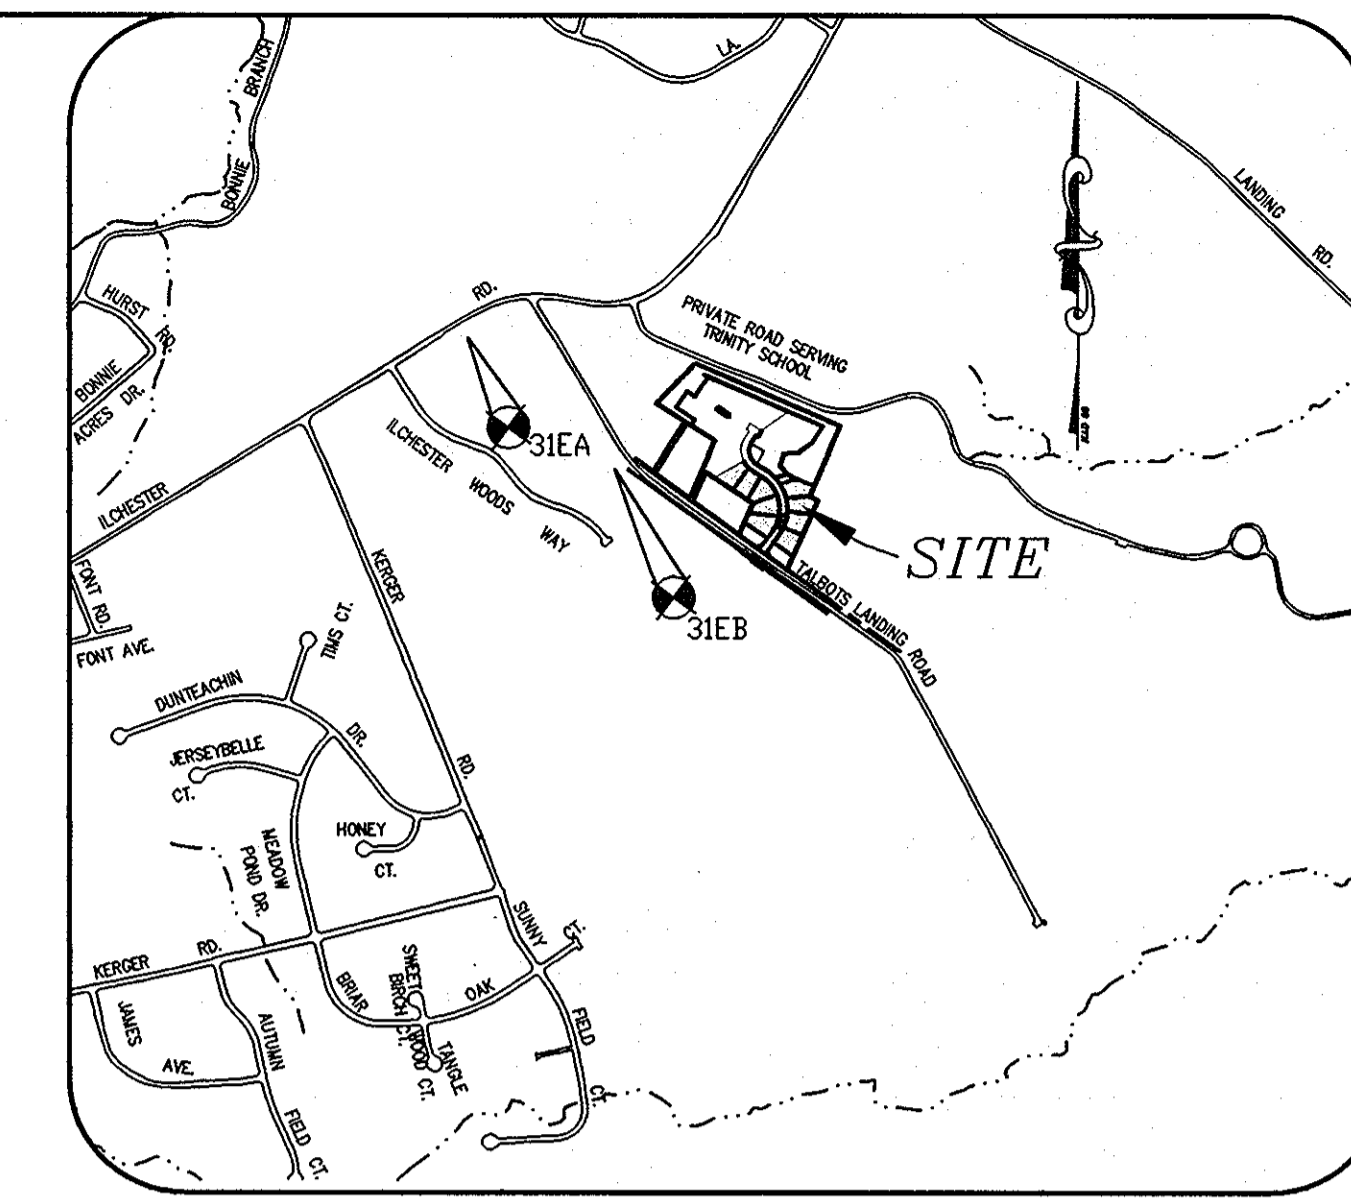 BRANCH
BONNIE
LA.
LANDING
RD.
HURST
RD.
BONNIE
ACRES DR.
RD.
PRIVATE ROAD SERVING
TRINITY SCHOOL
31EA
ILCHESTER
WOODS
WAY
ILCHESTER
KERGER
RD.
SITE
31EB
TALBOTS LANDING
ROAD
FONT RD.
FONT AVE.
TIMS CT.
DUNTEACHIN
DR.
JERSEYBELLE
CT.
HONEY
CT.
MEADOW
POND DR.
SUNNY
FIELD
CT.
KERGER
RD.
BRIAR
OAK
CT.
SWEET
BIRCH CT.
TANGLE
WOOD CT.
JAMES
AVE.
AUTUMN
FIELD
CT.